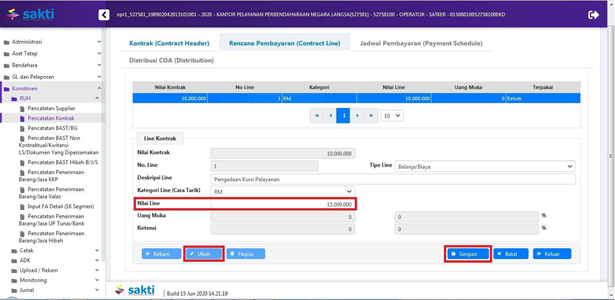 sakti
opr1_527581_198902042013101001 - 2020 - KANTOR PELAYAN PERBENDAHARAAN NEGARA LANGSA(527581) - 52758100 - OPERATOR - SATKER - 015080100527581000KD
Administrasi
Aset Tetap
Bendahara
GL dan Pelaporan
Komitmen
RUH
Pencatatan Supplier
Pencatatan Kontrak
Pencatatan BAST/BG
Pencatatan BAST Non
Kontraktual/Kwitansi
LS/Dokumen Yang Dipersamakan
Pencatatan BAST Hibah B/J/S
Pencatatan Penerimaan
Barang/Jasa KKP
Pencatatan Penerimaan
Barang/Jasa Valas
Input FA Detail (16 Segmen)
Pencatatan Penerimaan
Barang/Jasa UP Tunai/Bank
Pencatatan Penerimaan
Barang/Jasa Hibah
Cetak
ADK
Upload / Rekam
Monitoring
Jurnal
Kontrak (Contract Header)
Rencana Pembayaran (Contract Line)
Jadwal Pembayaran (Payment Schedule)
Distribusi COA (Distribution)
Nilai Kontrak No Line Kategori Nilai Line Uang Muka Terpakai
10.000.000 1 RM 10.000.000 0 Belum
1 10
Line Kontrak
Nilai Kontrak 10.000.000
No. Line 1 Tipe Line Belanja/Biaya
Deskripsi Line Pengadaan Kursi Pelayanan
Kategori Line (Cara Tarik) RM
Nilai Line 15.000.000
Uang Muka 0 0 %
Retensi 0 0 %
+ Rekam Ubah Hapus Simpan Batal Keluar
sakti | Build 15 Jun 2020 14.21.19